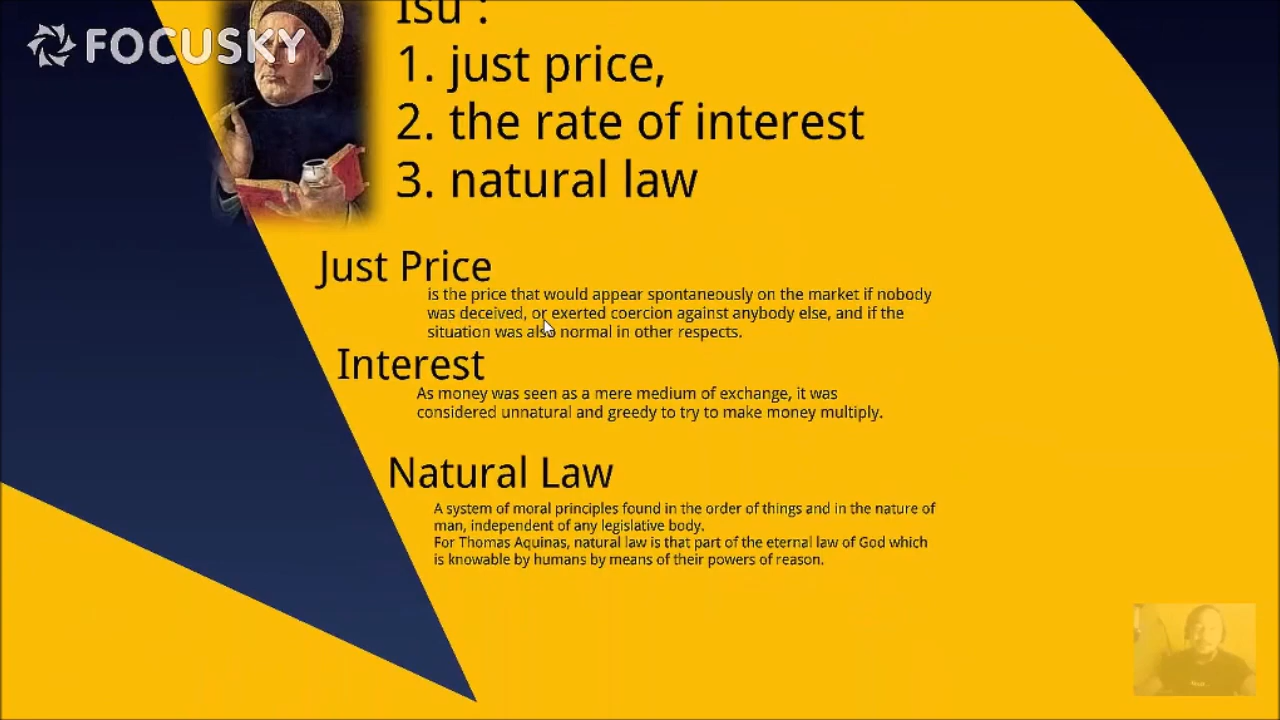 FOCUSKY
Isu :
1. just price,
2. the rate of interest
3. natural law
Just Price
is the price that would appear spontaneously on the market if nobody
was deceived, or exerted coercion against anybody else, and if the
situation was also normal in other respects.
Interest
As money was seen as a mere medium of exchange, it was
considered unnatural and greedy to try to make money multiply.
Natural Law
A system of moral principles found in the order of things and in the nature of
man, independent of any legislative body.
For Thomas Aquinas, natural law is that part of the eternal law of God which
is knowable by humans by means of their powers of reason.